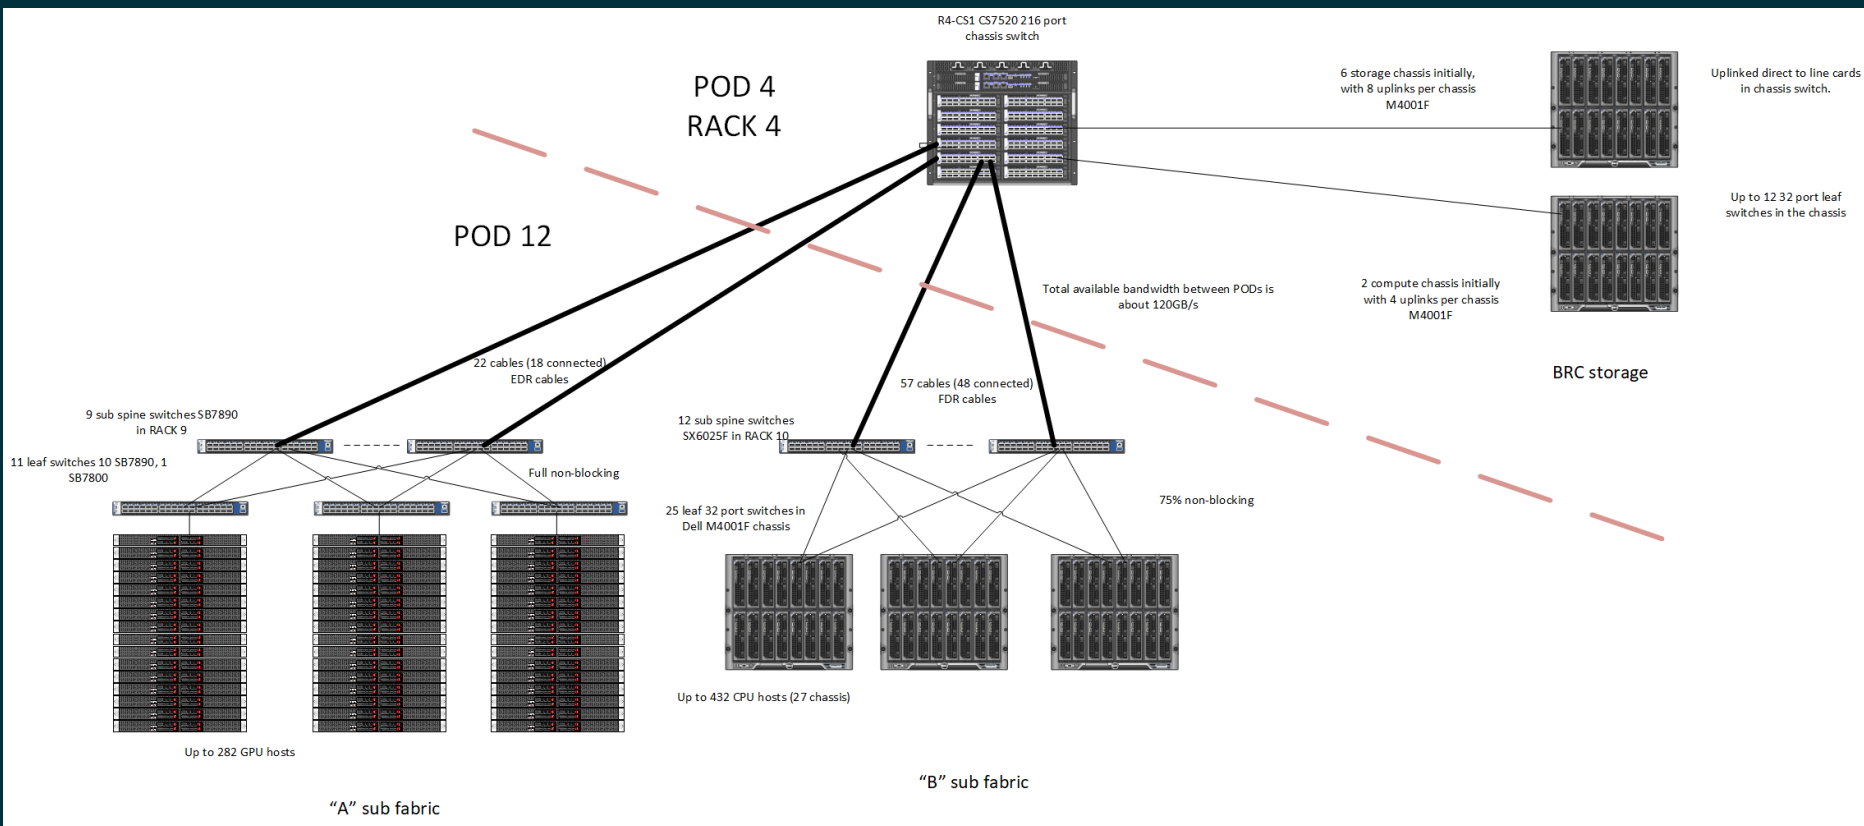 R4-CS1 CS7520 216 port
chassis switch
POD 4
RACK 4
6 storage chassis initially,
with 8 uplinks per chassis
M4001F
Uplinked direct to line cards
in chassis switch.
Up to 12 32 port leaf
switches in the chassis
POD 12
Total available bandwidth between PODs is
about 120GB/s
2 compute chassis initially
with 4 uplinks per chassis
M4001F
BRC storage
22 cables (18 connected)
EDR cables
57 cables (48 connected)
FDR cables
9 sub spine switches SB7890
in RACK 9
12 sub spine switches
SX6025F in RACK 10
11 leaf switches 10 SB7890, 1
SB7800
Full non-blocking
75% non-blocking
25 leaf 32 port switches in
Dell M4001F chassis
Up to 432 CPU hosts (27 chassis)
Up to 282 GPU hosts
“B” sub fabric
“A” sub fabric